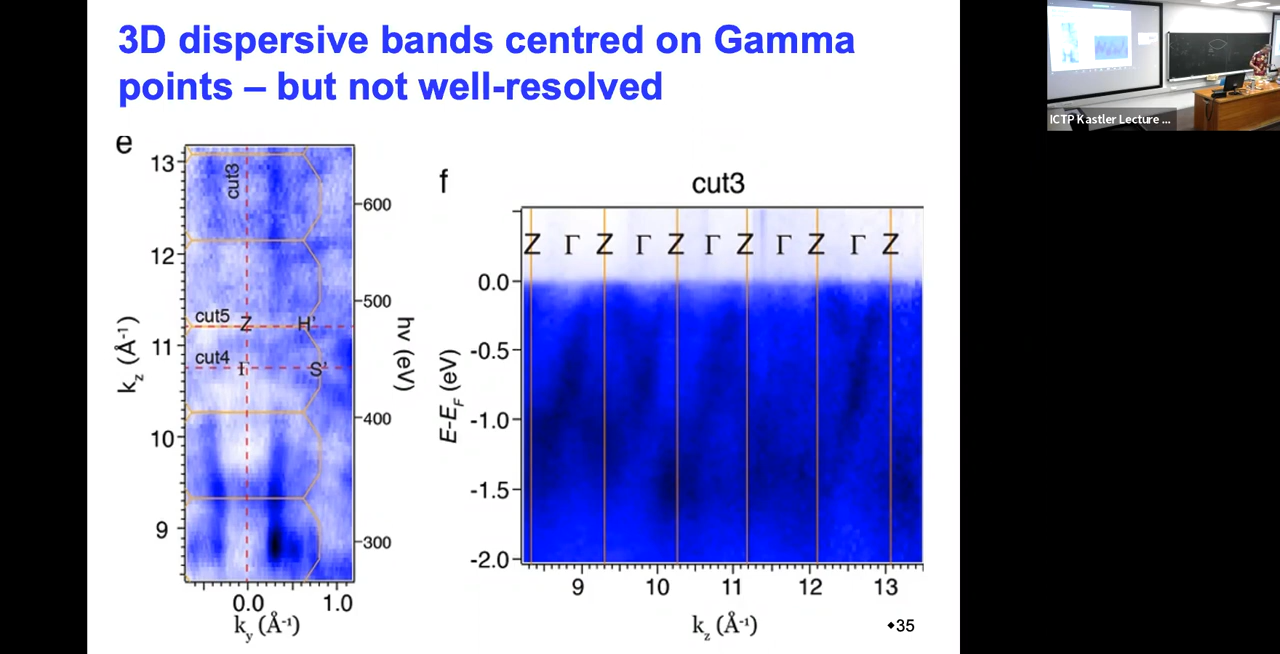 3D dispersive bands centred on Gamma
points – but not well-resolved
e
13
12
11
10
9
kz (Å-1)
cut3
cut5
Z
H'
cut4
Γ
S'
600
500
400
300
hν (eV)
0.0
1.0
ky (Å-1)
f
cut3
Z Γ Z Γ Z Γ Z Γ Z Γ Z
0.0
-0.5
-1.0
-1.5
-2.0
E-EF (eV)
9 10 11 12 13
kz (Å-1)
◆35
ICTP Kastler Lecture ...